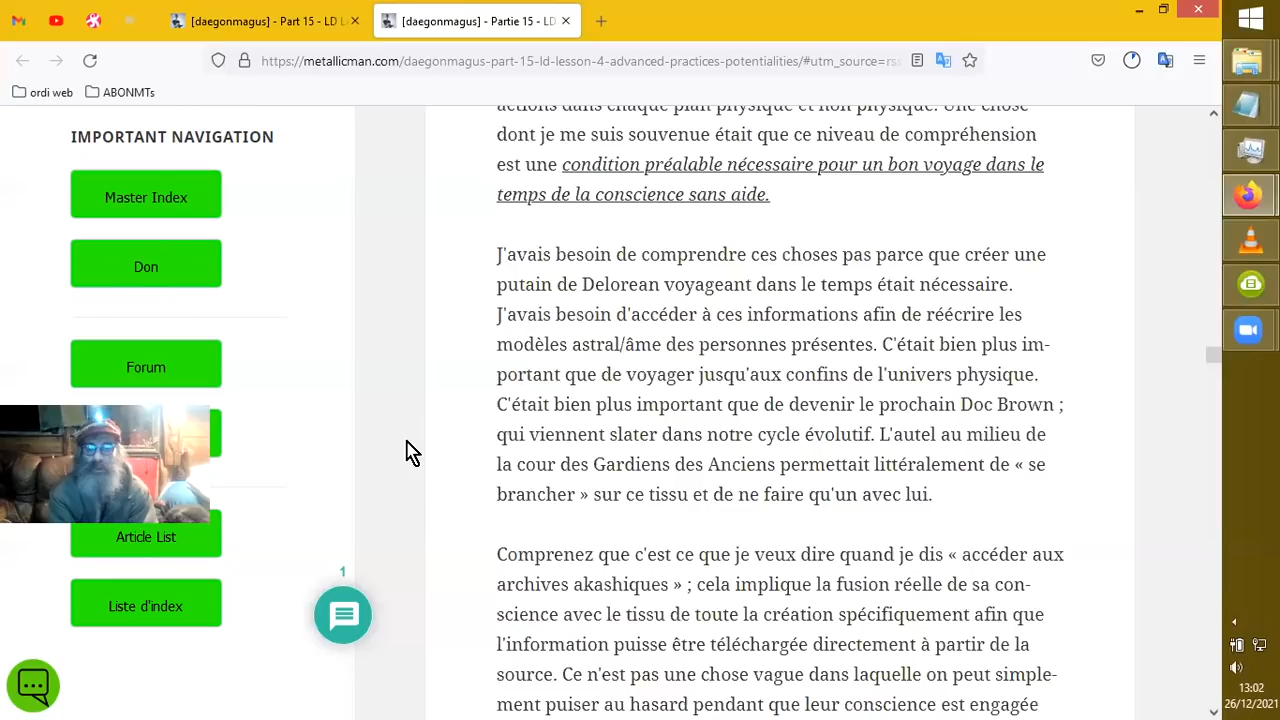 [daegonmagus] - Part 15 - LD L
[daegonmagus] - Partie 15 - LD
https://metallicman.com/daegonmagus-part-15-ld-lesson-4-advanced-practices-potentialities/#utm_source=rs
ordi web
ABONMTs
IMPORTANT NAVIGATION
Master Index
Don
Forum
Article List
Liste d'index
1
actions dans chaque plan physique et non physique. Une chose
dont je me suis souvenue était que ce niveau de compréhension
est une condition préalable nécessaire pour un bon voyage dans le
temps de la conscience sans aide.
J'avais besoin de comprendre ces choses pas parce que créer une
putain de Delorean voyageant dans le temps était nécessaire.
J'avais besoin d'accéder à ces informations afin de réécrire les
modèles astral/âme des personnes présentes. C'était bien plus im-
portant que de voyager jusqu'aux confins de l'univers physique.
C'était bien plus important que de devenir le prochain Doc Brown ;
qui viennent slater dans notre cycle évolutif. L'autel au milieu de
la cour des Gardiens des Anciens permettait littéralement de « se
brancher » sur ce tissu et de ne faire qu'un avec lui.
Comprenez que c'est ce que je veux dire quand je dis « accéder aux
archives akashiques » ; cela implique la fusion réelle de sa con-
science avec le tissu de toute la création spécifiquement afin que
l'information puisse être téléchargée directement à partir de la
source. Ce n'est pas une chose vague dans laquelle on peut simple-
ment puiser au hasard pendant que leur conscience est engagée
13:02
26/12/2021